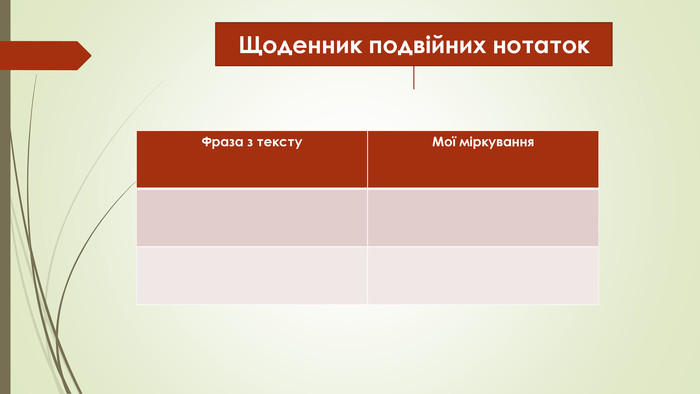 Щоденник подвійних нотаток
Фраза з тексту
Мої міркування